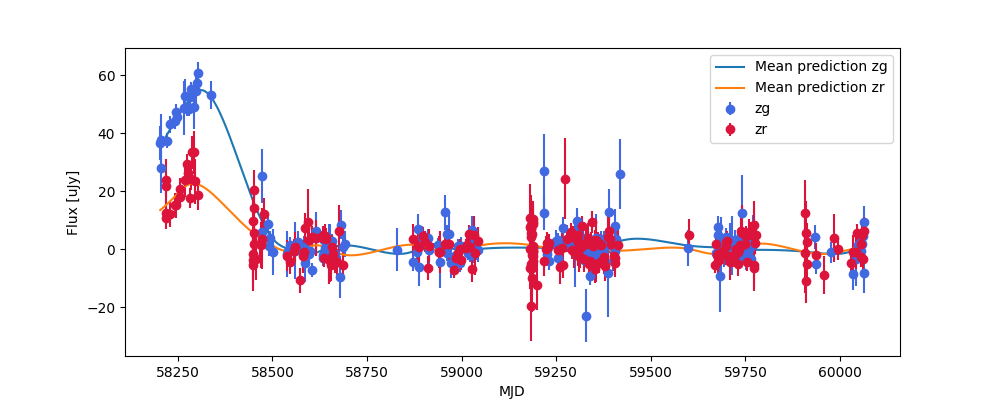 60
40
20
0
−20
Flux [uJy]
58250 58500 58750 59000 59250 59500 59750 60000
MJD
Mean prediction zg
Mean prediction zr
zg
zr